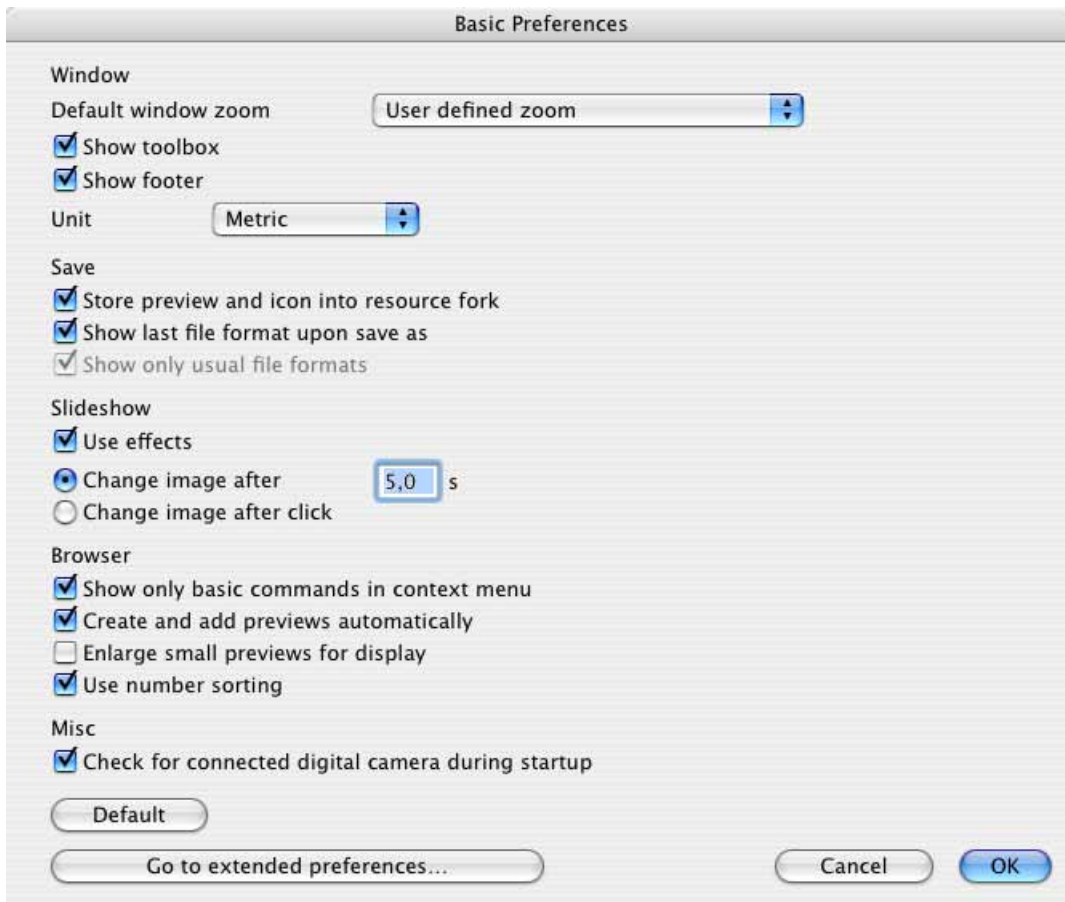 Basic Preferences
Window
Default window zoom User defined zoom
Show toolbox
Show footer
Unit Metric
Save
Store preview and icon into resource fork
Show last file format upon save as
Show only usual file formats
Slideshow
Use effects
Change image after 5,0 s
Change image after click
Browser
Show only basic commands in context menu
Create and add previews automatically
Enlarge small previews for display
Use number sorting
Misc
Check for connected digital camera during startup
Default
Go to extended preferences... Cancel OK